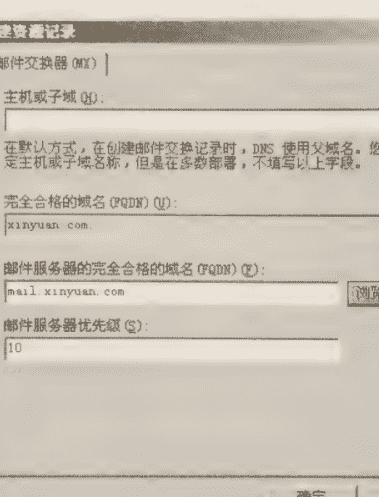 建资源记录
邮件交换器(MX)
主机或子域(H):
在默认方式，在创建邮件交换记录时，DNS 使用父域名。您
定主机或子域名称，但是在多数部署，不填写以上字段。
完全合格的域名(FQDN)(U):
xinyuan.com.
邮件服务器的完全合格的域名(FQDN)(F):
mail.xinyuan.com
浏览
邮件服务器优先级(S):
10
确定